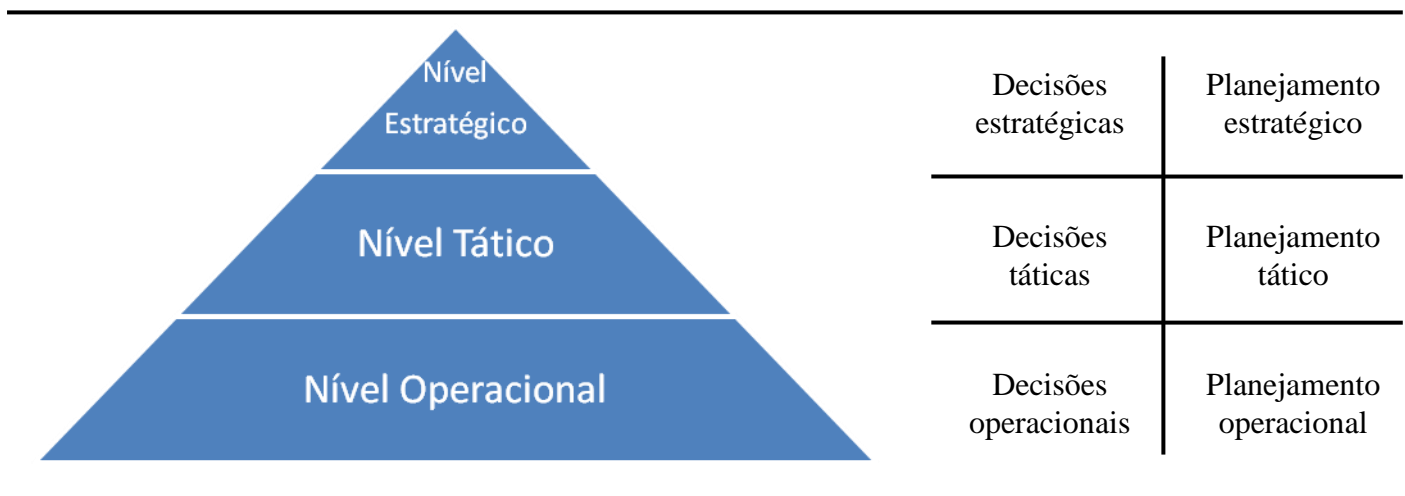 Nível
Estratégico
Decisões
estratégicas
Planejamento
estratégico
Nível Tático
Decisões
táticas
Planejamento
tático
Nível Operacional
Decisões
operacionais
Planejamento
operacional